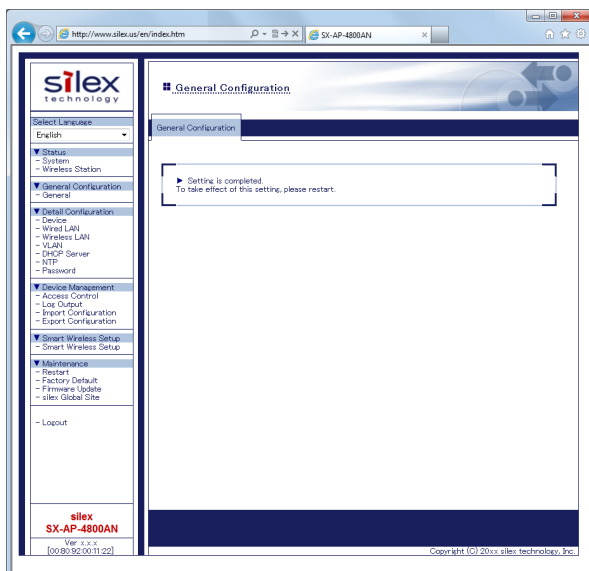 http://www.silex.us/en/index.htm
SX-AP-4800AN
silex
technology
Select Language
English
▼ Status
- System
- Wireless Station
▼ General Configuration
- General
▼ Detail Configuration
- Device
- Wired LAN
- Wireless LAN
- VLAN
- DHCP Server
- NTP
- Password
▼ Device Management
- Access Control
- Log Output
- Import Configuration
- Export Configuration
▼ Smart Wireless Setup
- Smart Wireless Setup
▼ Maintenance
- Restart
- Factory Default
- Firmware Update
- silex Global Site
- Logout
silex
SX-AP-4800AN
Ver x.x.x
[00:80:92:00:11:22]
General Configuration
General Configuration
► Setting is completed.
To take effect of this setting, please restart.
Copyright (C) 20xx silex technology, Inc.